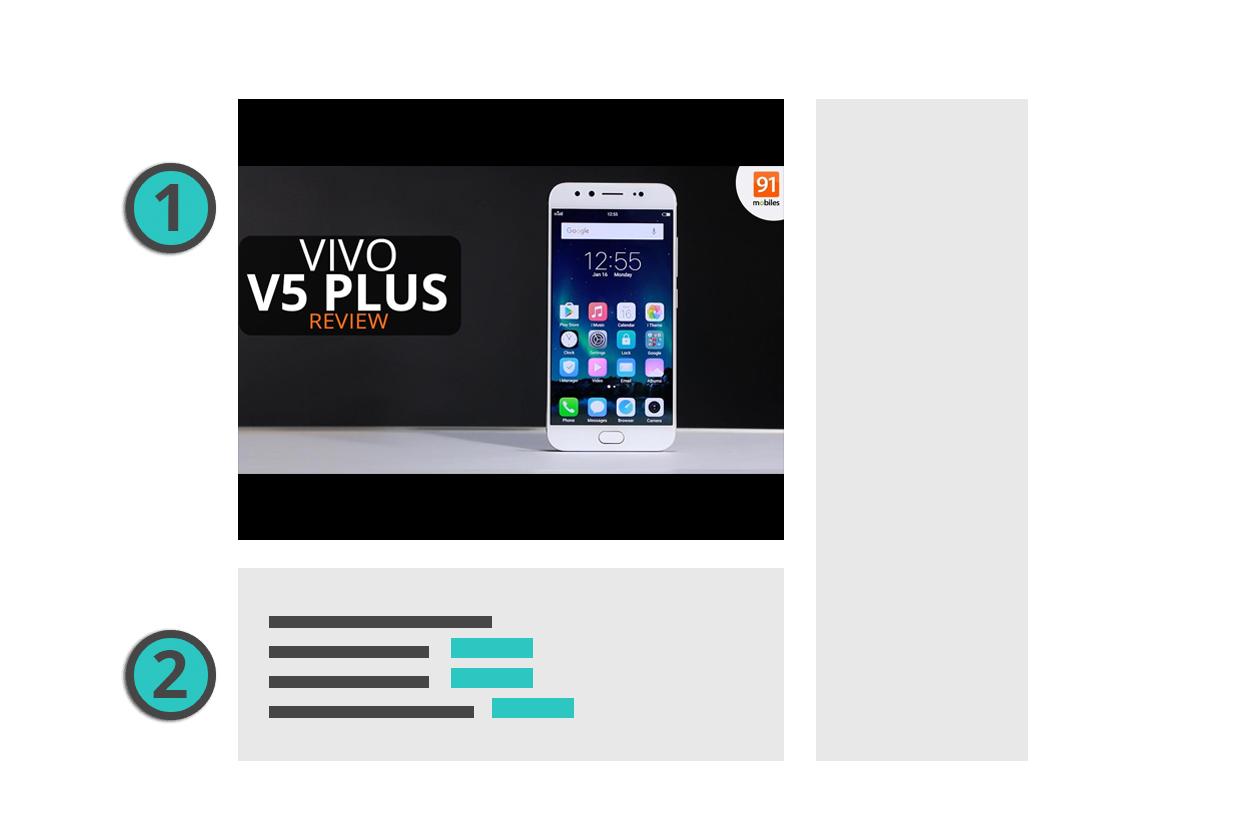 1
91
mobiles
VIVO
V5 PLUS
REVIEW
12:55
Google
12:55
Jan 16 Monday
16
Play Store i Music Calendar i Theme
Clock Settings Lock Google
i Manager Video Email Albums
Phone Messages Browser Camera
2